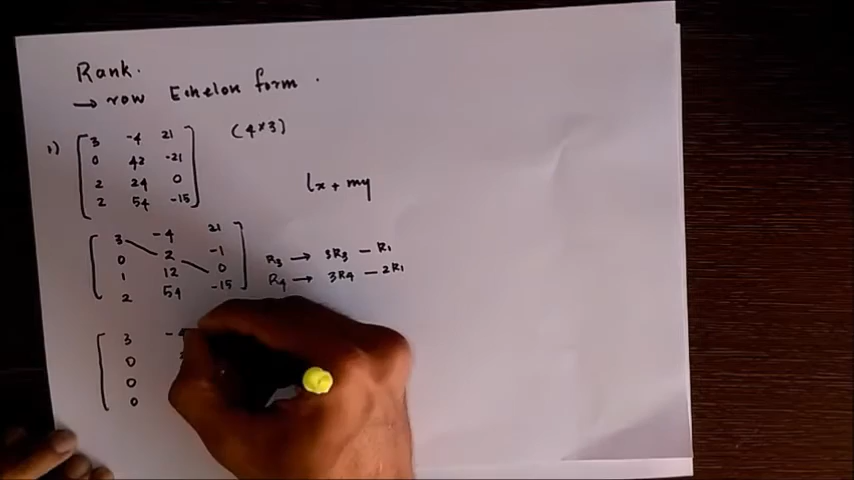 Rank.
→ row Echelon form .
1) 3 -4 21 (4×3)
0 42 -21
2 24 0
2 54 -15
lx + my
3 -4 21
0 2 -1 R3 → 3R3 - R1
1 12 0 R4 → 3R4 - 2R1
2 54 -15
3 -4
0
0
0